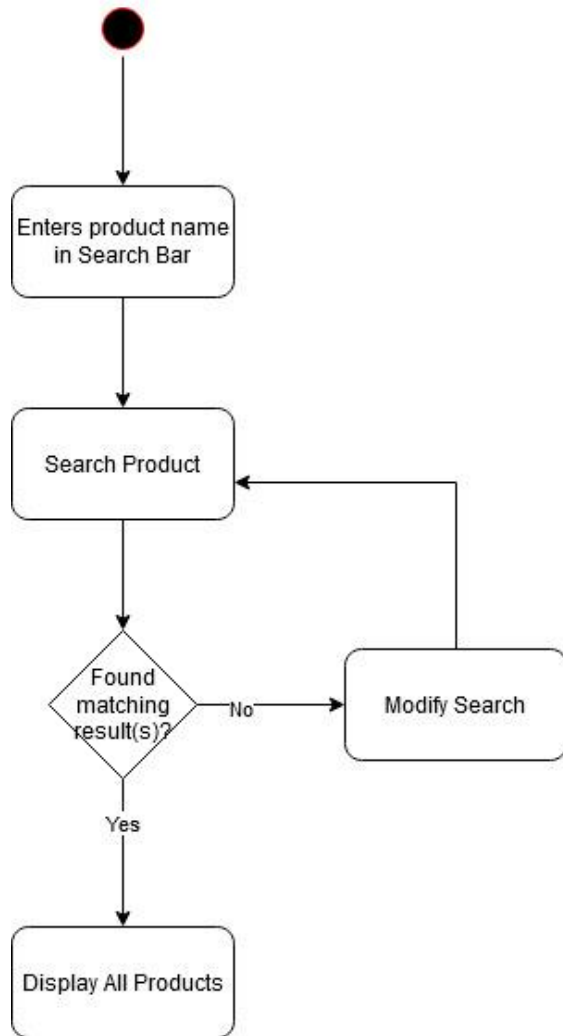 Enters product name
in Search Bar
Search Product
Found
matching
result(s)?
No
Modify Search
Yes
Display All Products